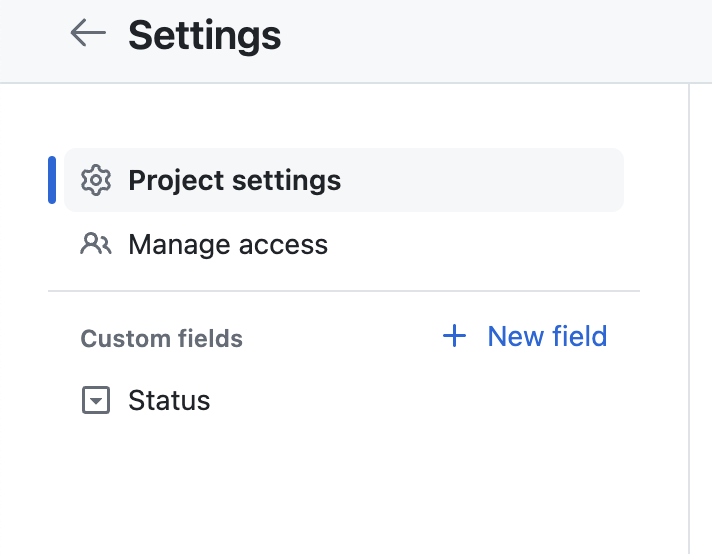 Settings
Project settings
Manage access
Custom fields
New field
Status